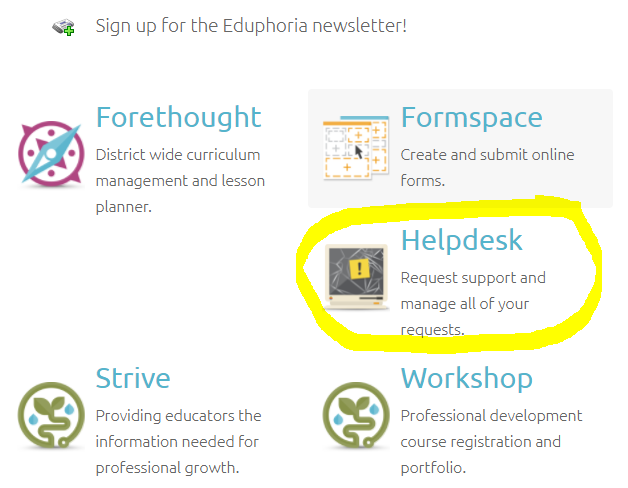 Sign up for the Eduphoria newsletter!
Forethought
District wide curriculum
management and lesson
planner.
Formspace
Create and submit online
forms.
Helpdesk
Request support and
manage all of your
requests.
Strive
Providing educators the
information needed for
professional growth.
Workshop
Professional development
course registration and
portfolio.